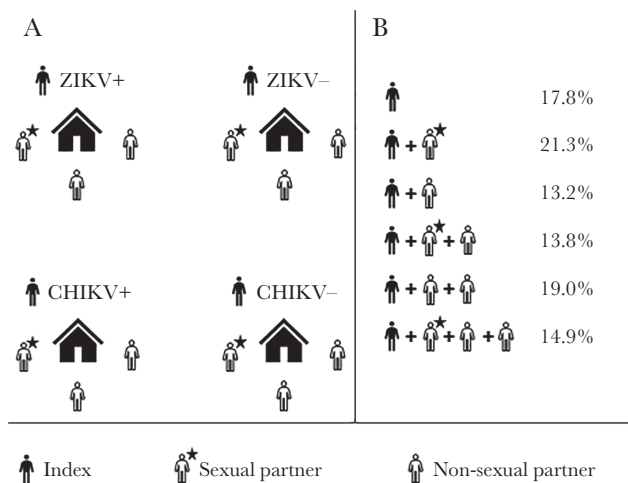 A
B
ZIKV+
ZIKV–
CHIKV+
CHIKV–
17.8%
+ 21.3%
+ 13.2%
+ + 13.8%
+ + 19.0%
+ + + 14.9%
Index
Sexual partner
Non-sexual partner